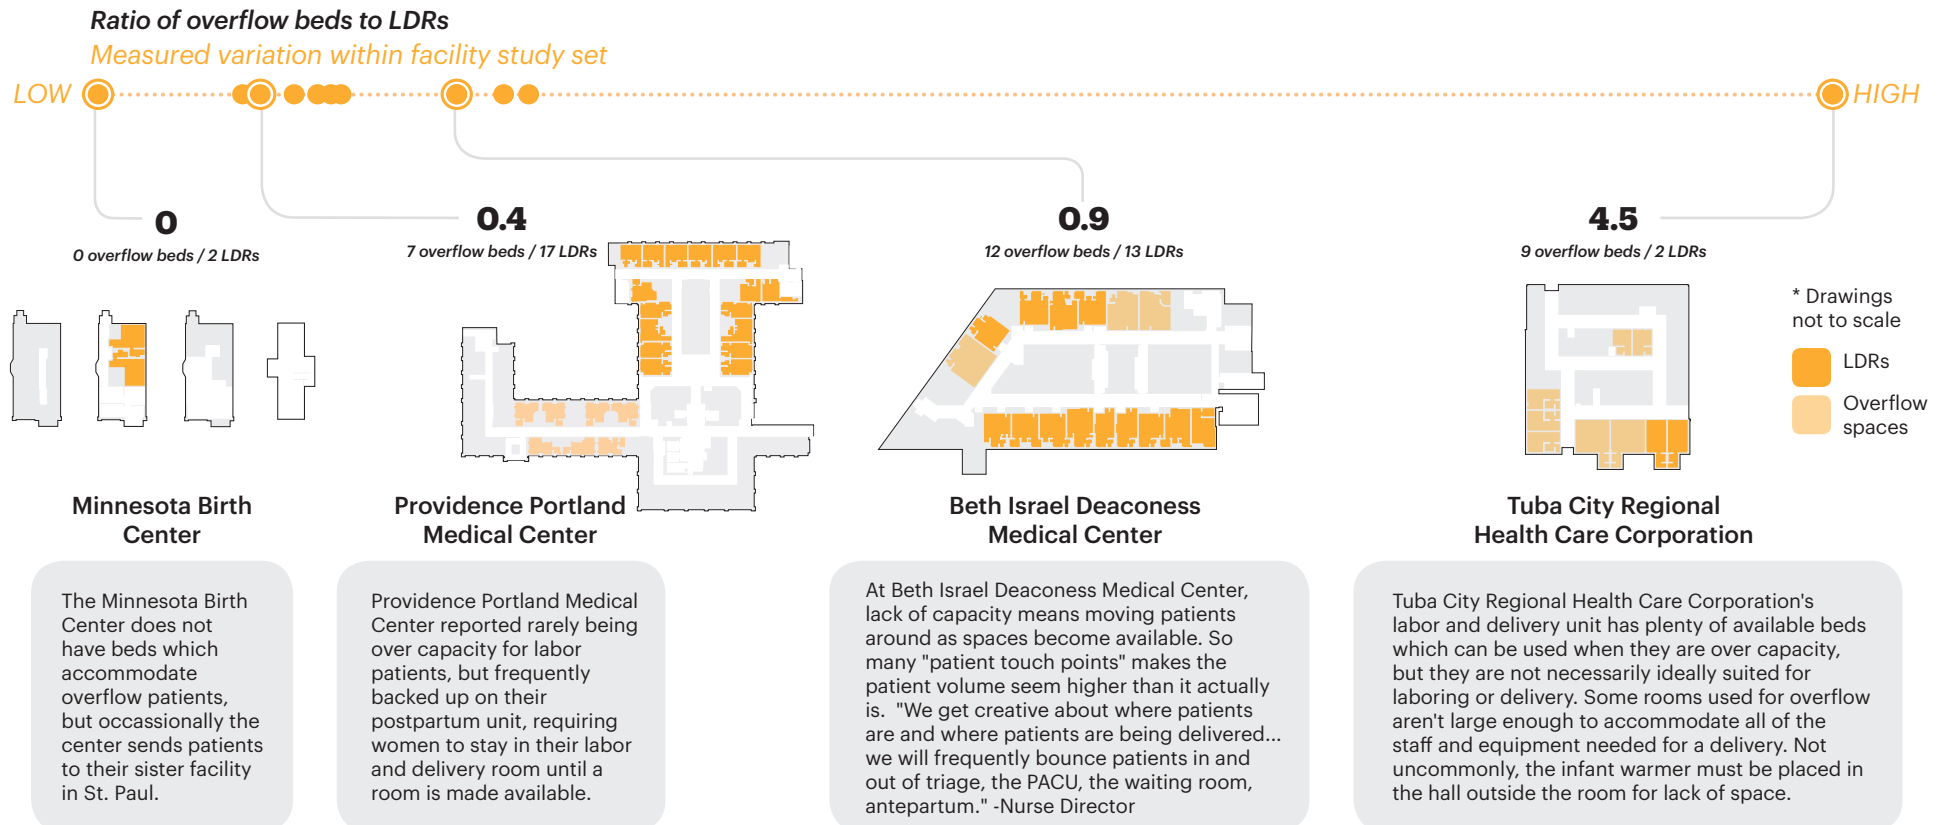 Ratio of overflow beds to LDRs
Measured variation within facility study set
LOW
HIGH
0
0 overflow beds / 2 LDRs
0.4
7 overflow beds / 17 LDRs
0.9
12 overflow beds / 13 LDRs
4.5
9 overflow beds / 2 LDRs
* Drawings
not to scale
LDRs
Overflow
spaces
Minnesota Birth
Center
The Minnesota Birth
Center does not
have beds which
accommodate
overflow patients,
but occassionally the
center sends patients
to their sister facility
in St. Paul.
Providence Portland
Medical Center
Providence Portland Medical
Center reported rarely being
over capacity for labor
patients, but frequently
backed up on their
postpartum unit, requiring
women to stay in their labor
and delivery room until a
room is made available.
Beth Israel Deaconess
Medical Center
At Beth Israel Deaconess Medical Center,
lack of capacity means moving patients
around as spaces become available. So
many "patient touch points" makes the
patient volume seem higher than it actually
is. "We get creative about where patients
are and where patients are being delivered...
we will frequently bounce patients in and
out of triage, the PACU, the waiting room,
antepartum." -Nurse Director
Tuba City Regional
Health Care Corporation
Tuba City Regional Health Care Corporation's
labor and delivery unit has plenty of available beds
which can be used when they are over capacity,
but they are not necessarily ideally suited for
laboring or delivery. Some rooms used for overflow
aren't large enough to accommodate all of the
staff and equipment needed for a delivery. Not
uncommonly, the infant warmer must be placed in
the hall outside the room for lack of space.